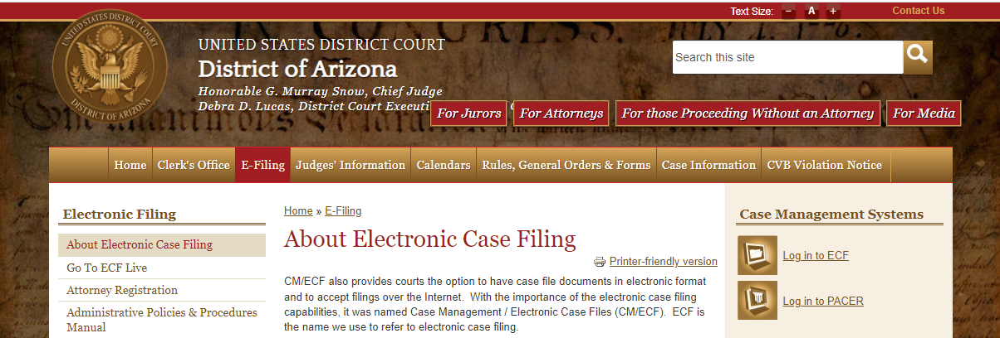 Text Size: − A +
Contact Us
UNITED STATES DISTRICT COURT
DISTRICT OF ARIZONA
UNITED STATES DISTRICT COURT
District of Arizona
Honorable G. Murray Snow, Chief Judge
Debra D. Lucas, District Court Executi
Search this site
For Jurors
For Attorneys
For those Proceeding Without an Attorney
For Media
Home
Clerk's Office
E-Filing
Judges' Information
Calendars
Rules, General Orders & Forms
Case Information
CVB Violation Notice
Electronic Filing
About Electronic Case Filing
Go To ECF Live
Attorney Registration
Administrative Policies & Procedures
Manual
Home » E-Filing
About Electronic Case Filing
Printer-friendly version
CM/ECF also provides courts the option to have case file documents in electronic format
and to accept filings over the Internet.  With the importance of the electronic case filing
capabilities, it was named Case Management / Electronic Case Files (CM/ECF).  ECF is
the name we use to refer to electronic case filing.
Case Management Systems
Log in to ECF
Log in to PACER